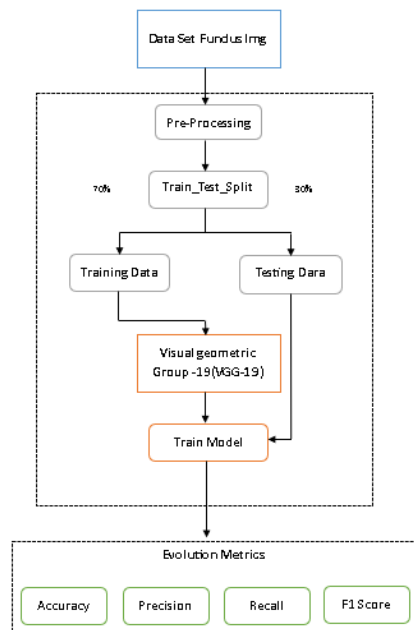 Data Set Fundus Img
Pre-Processing
70%
Train_Test_Split
30%
Training Data
Testing Dara
Visual geometric
Group -19(VGG-19)
Train Model
Evolution Metrics
Accuracy
Precision
Recall
F1 Score